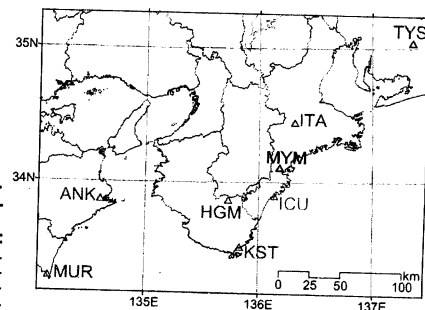 35N
TYS
ITA
MYM
34N
ANK
HGM
ICU
KST
MUR
km
0 25 50 100
135E 136E 137E